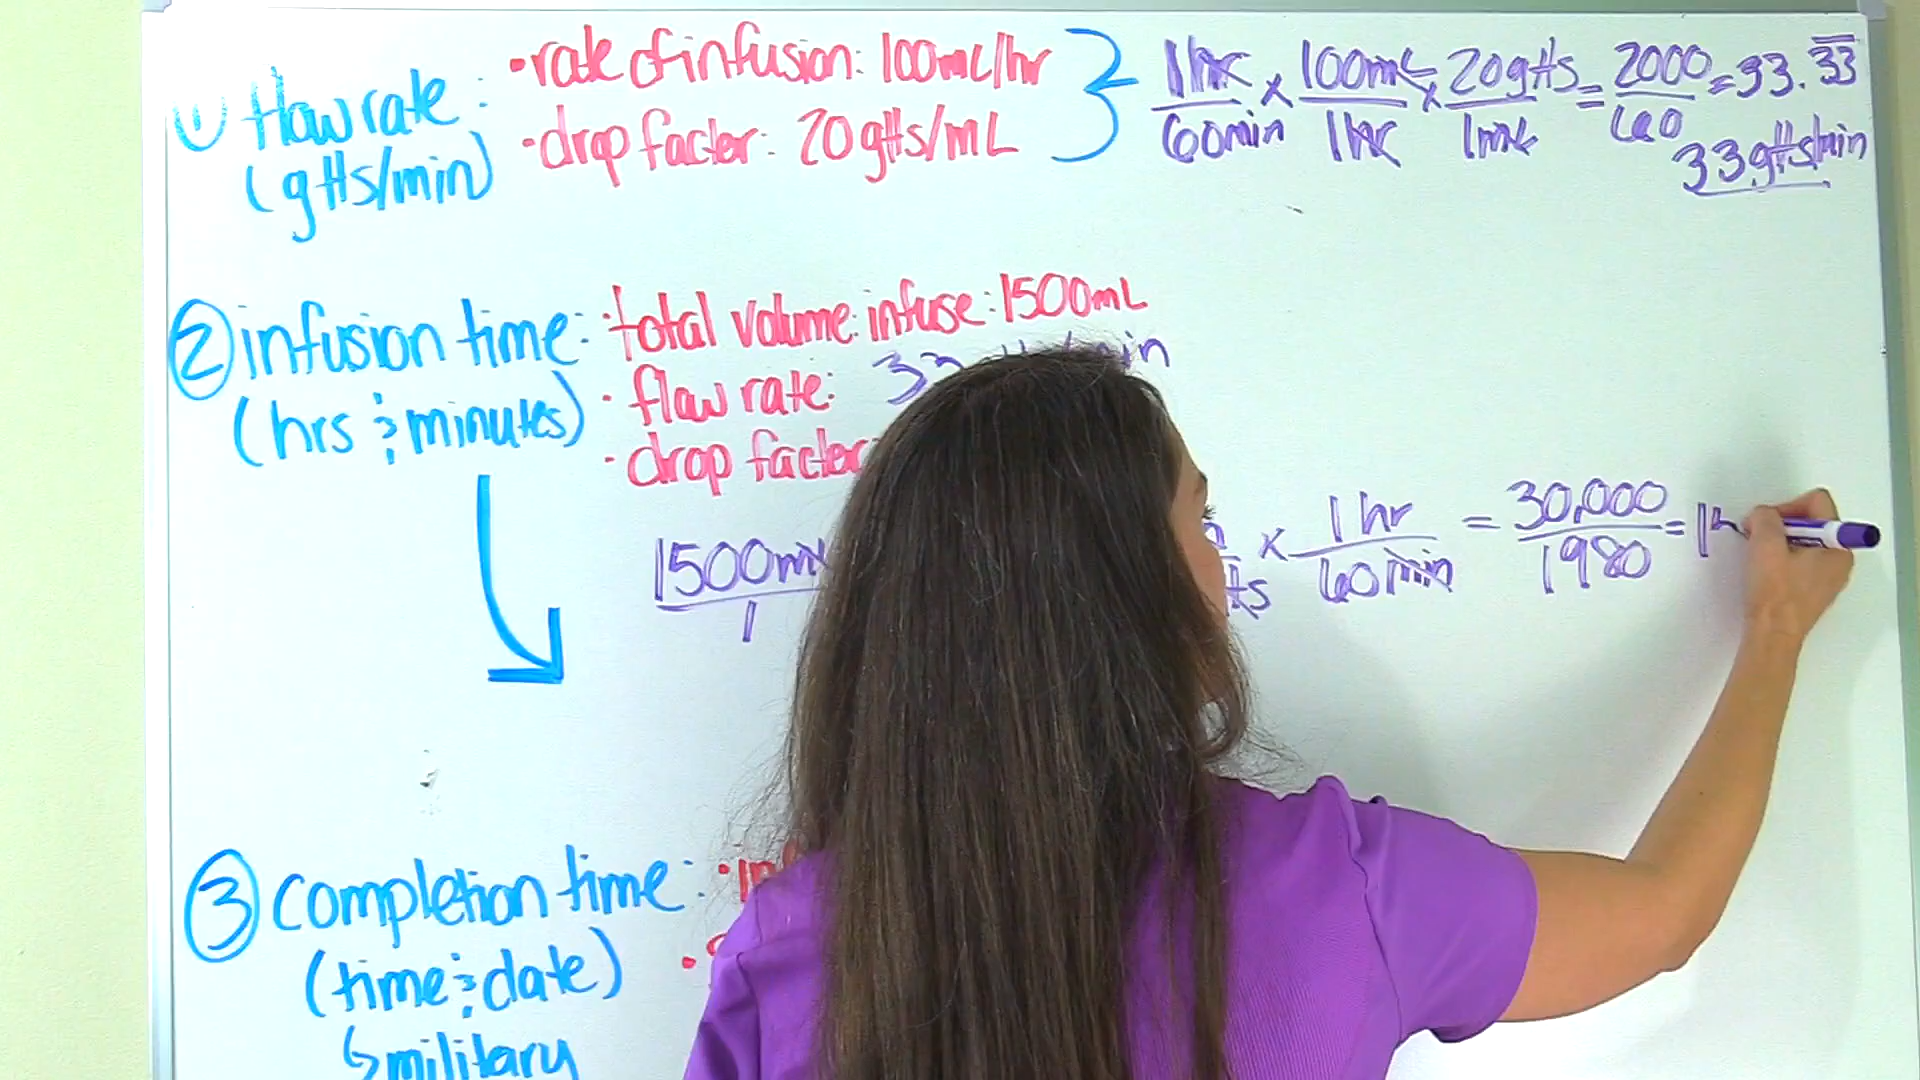 ① flow rate: • rate of infusion: 100mL/hr
(gtts/min) • drop factor: 20gtts/mL
1hr/60min x 100mL/1hr x 20gtts/1mL = 2000/60 = 33.33
33gtts/min
② infusion time: • total volume infuse: 1500mL
(hrs & minutes) • flow rate: 33 min
• drop factor
1500mL/1 x 1hr/60min = 30,000/1980 =
③ completion time:
(time & date)
↳ military